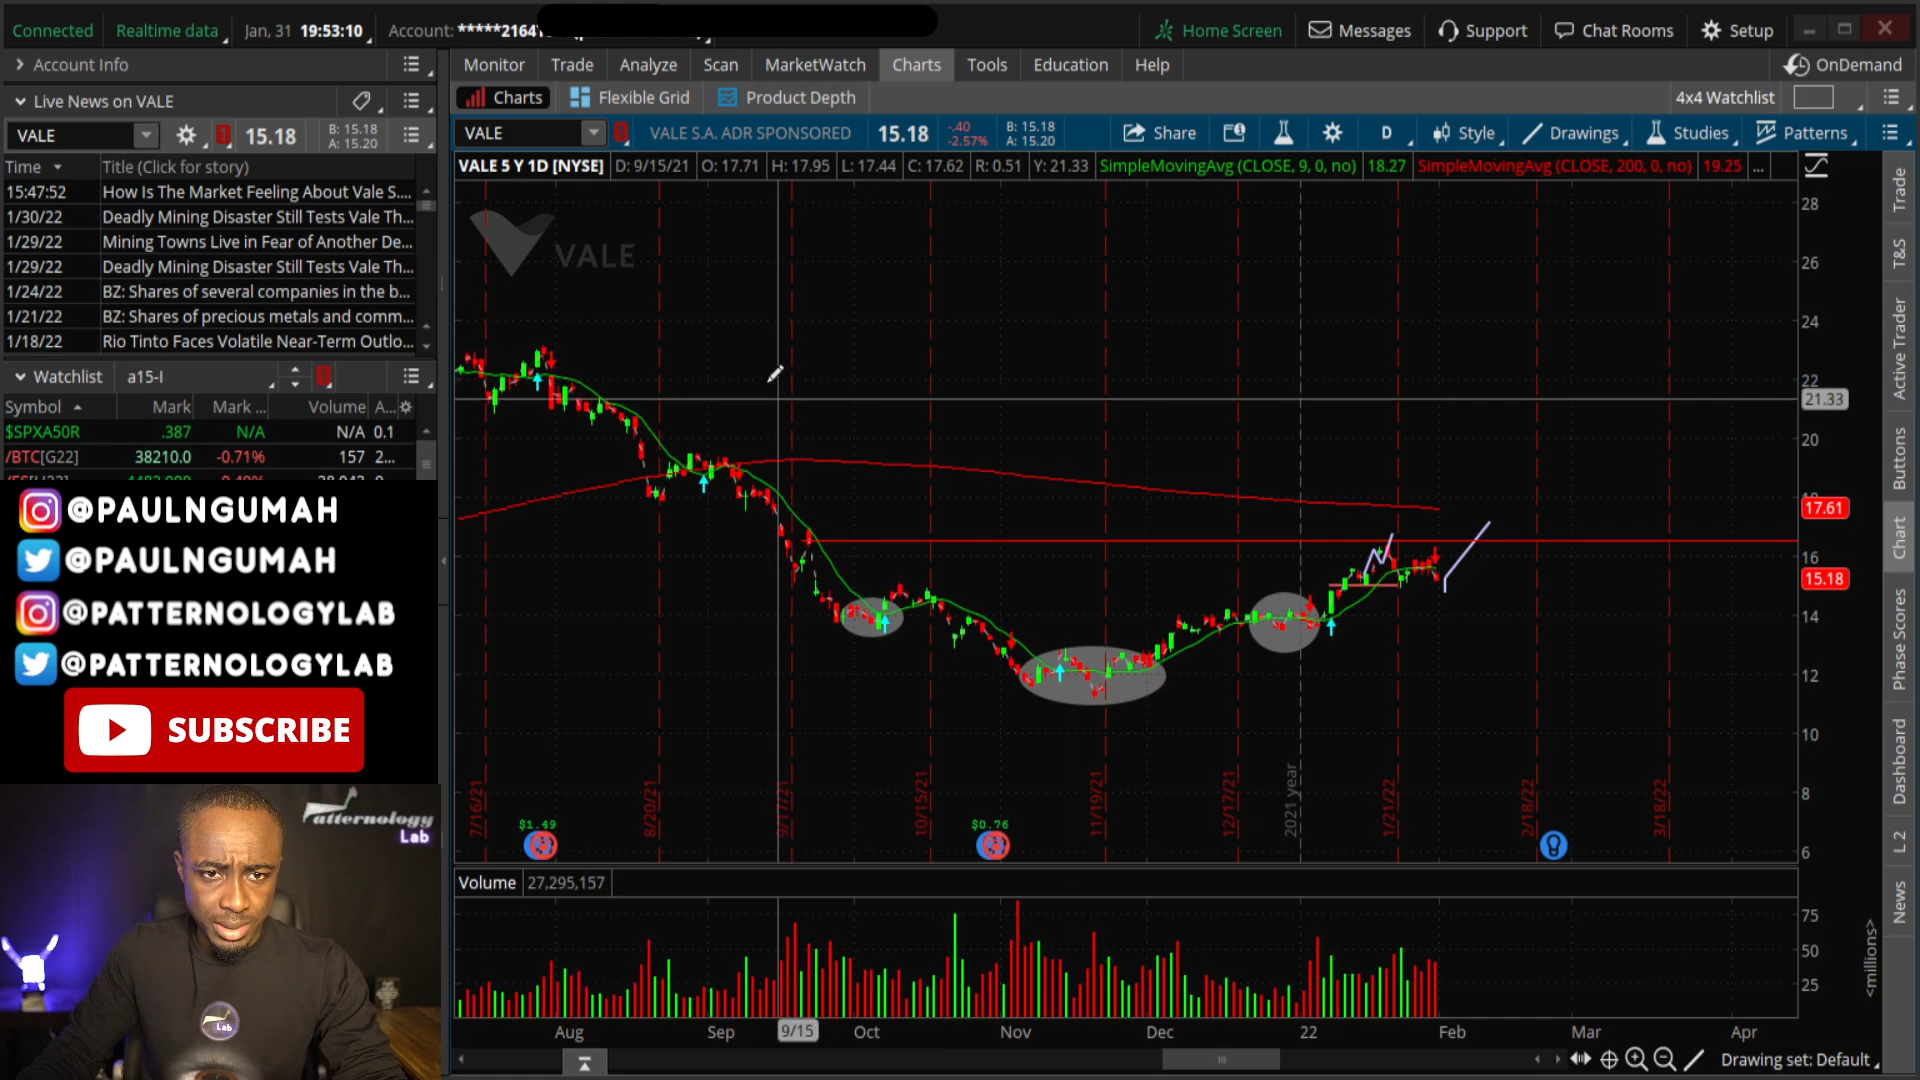 Connected Realtime data Jan, 31 19:53:10 Account: *****2164 Home Screen Messages Support Chat Rooms Setup
Account Info
Monitor Trade Analyze Scan MarketWatch Charts Tools Education Help OnDemand
Live News on VALE
Charts Flexible Grid Product Depth 4x4 Watchlist
VALE 1 15.18 B: 15.18 A: 15.20
VALE 1 VALE S.A. ADR SPONSORED 15.18 -.40 -2.57% B: 15.18 A: 15.20 Share D Style Drawings Studies Patterns
Time Title (Click for story)
15:47:52 How Is The Market Feeling About Vale S....
1/30/22 Deadly Mining Disaster Still Tests Vale Th...
1/29/22 Mining Towns Live in Fear of Another De...
1/29/22 Deadly Mining Disaster Still Tests Vale Th...
1/24/22 BZ: Shares of several companies in the b...
1/21/22 BZ: Shares of precious metals and comm...
1/18/22 Rio Tinto Faces Volatile Near-Term Outlo...
Watchlist a15-I
Symbol Mark Mark ... Volume A...
$SPXA50R .387 N/A N/A 0.1
/BTC[G22] 38210.0 -0.71% 157 2...
@PAULNGUMAH
@PAULNGUMAH
@PATTERNOLOGYLAB
@PATTERNOLOGYLAB
SUBSCRIBE
Patternology
Lab
Lab
VALE 5 Y 1D [NYSE] D: 9/15/21 O: 17.71 H: 17.95 L: 17.44 C: 17.62 R: 0.51 Y: 21.33 SimpleMovingAvg (CLOSE, 9, 0, no) 18.27 SimpleMovingAvg (CLOSE, 200, 0, no) 19.25 ...
VALE
28
26
24
22
21.33
20
17.61
16
15.18
14
12
10
8
6
7/16/21 8/20/21 9/17/21 10/15/21 11/19/21 12/17/21 2021 year 1/21/22 2/18/22 3/18/22
$1.49 $0.76
Volume 27,295,157
75
50
25
<millions>
Aug Sep 9/15 Oct Nov Dec 22 Feb Mar Apr
Drawing set: Default
Trade
T&S
Active Trader
Buttons
Chart
Phase Scores
Dashboard
L 2
News